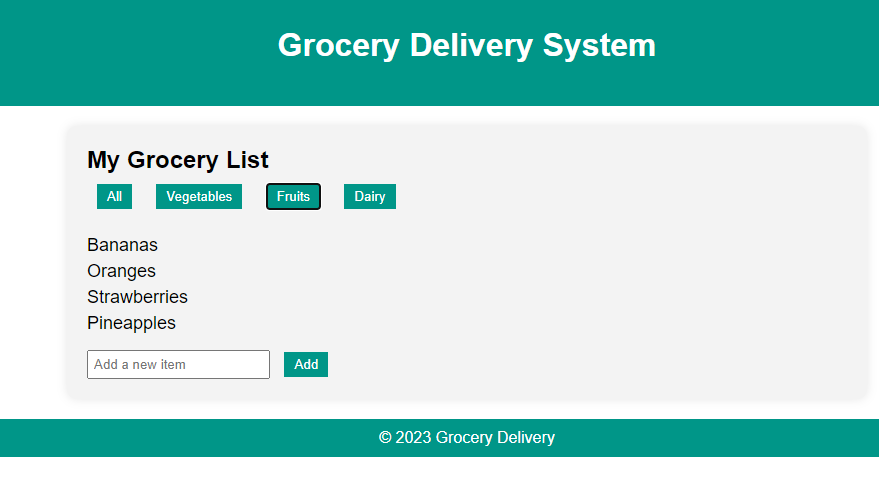 Grocery Delivery System
My Grocery List
All Vegetables Fruits Dairy
Bananas
Oranges
Strawberries
Pineapples
Add a new item Add
© 2023 Grocery Delivery